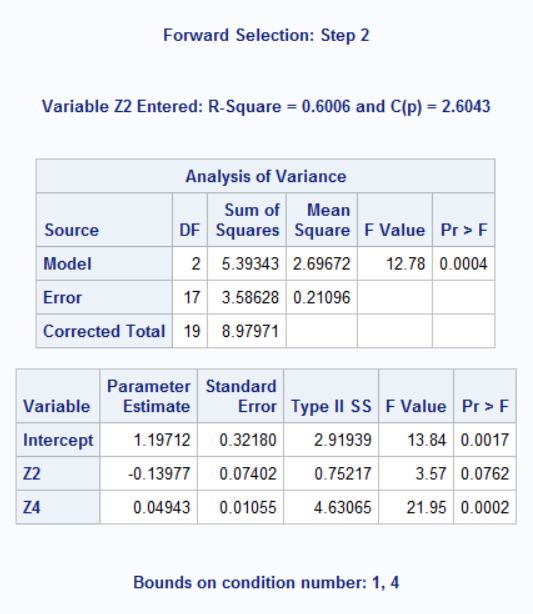 Forward Selection: Step 2
Variable Z2 Entered: R-Square = 0.6006 and C(p) = 2.6043
Analysis of Variance
Source DF Sum of Squares Mean Square F Value Pr > F
Model 2 5.39343 2.69672 12.78 0.0004
Error 17 3.58628 0.21096
Corrected Total 19 8.97971
Variable Parameter Estimate Standard Error Type II SS F Value Pr > F
Intercept 1.19712 0.32180 2.91939 13.84 0.0017
Z2 -0.13977 0.07402 0.75217 3.57 0.0762
Z4 0.04943 0.01055 4.63065 21.95 0.0002
Bounds on condition number: 1, 4